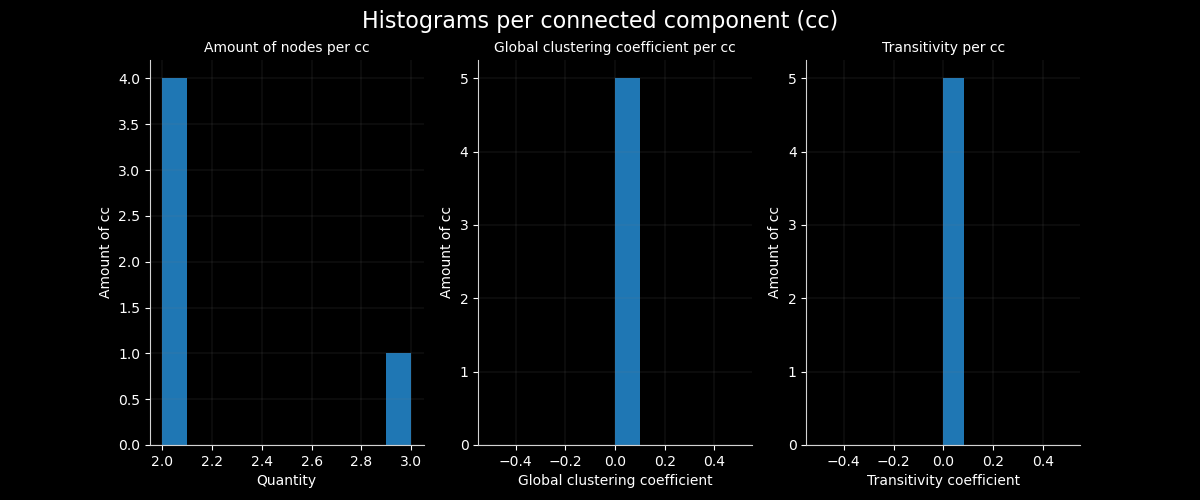 Histograms per connected component (cc)
Amount of nodes per cc
Global clustering coefficient per cc
Transitivity per cc
4.0
3.5
3.0
2.5
2.0
1.5
1.0
0.5
0.0
Amount of cc
2.0 2.2 2.4 2.6 2.8 3.0
Quantity
5
4
3
2
1
0
Amount of cc
−0.4 −0.2 0.0 0.2 0.4
Global clustering coefficient
5
4
3
2
1
0
Amount of cc
−0.4 −0.2 0.0 0.2 0.4
Transitivity coefficient